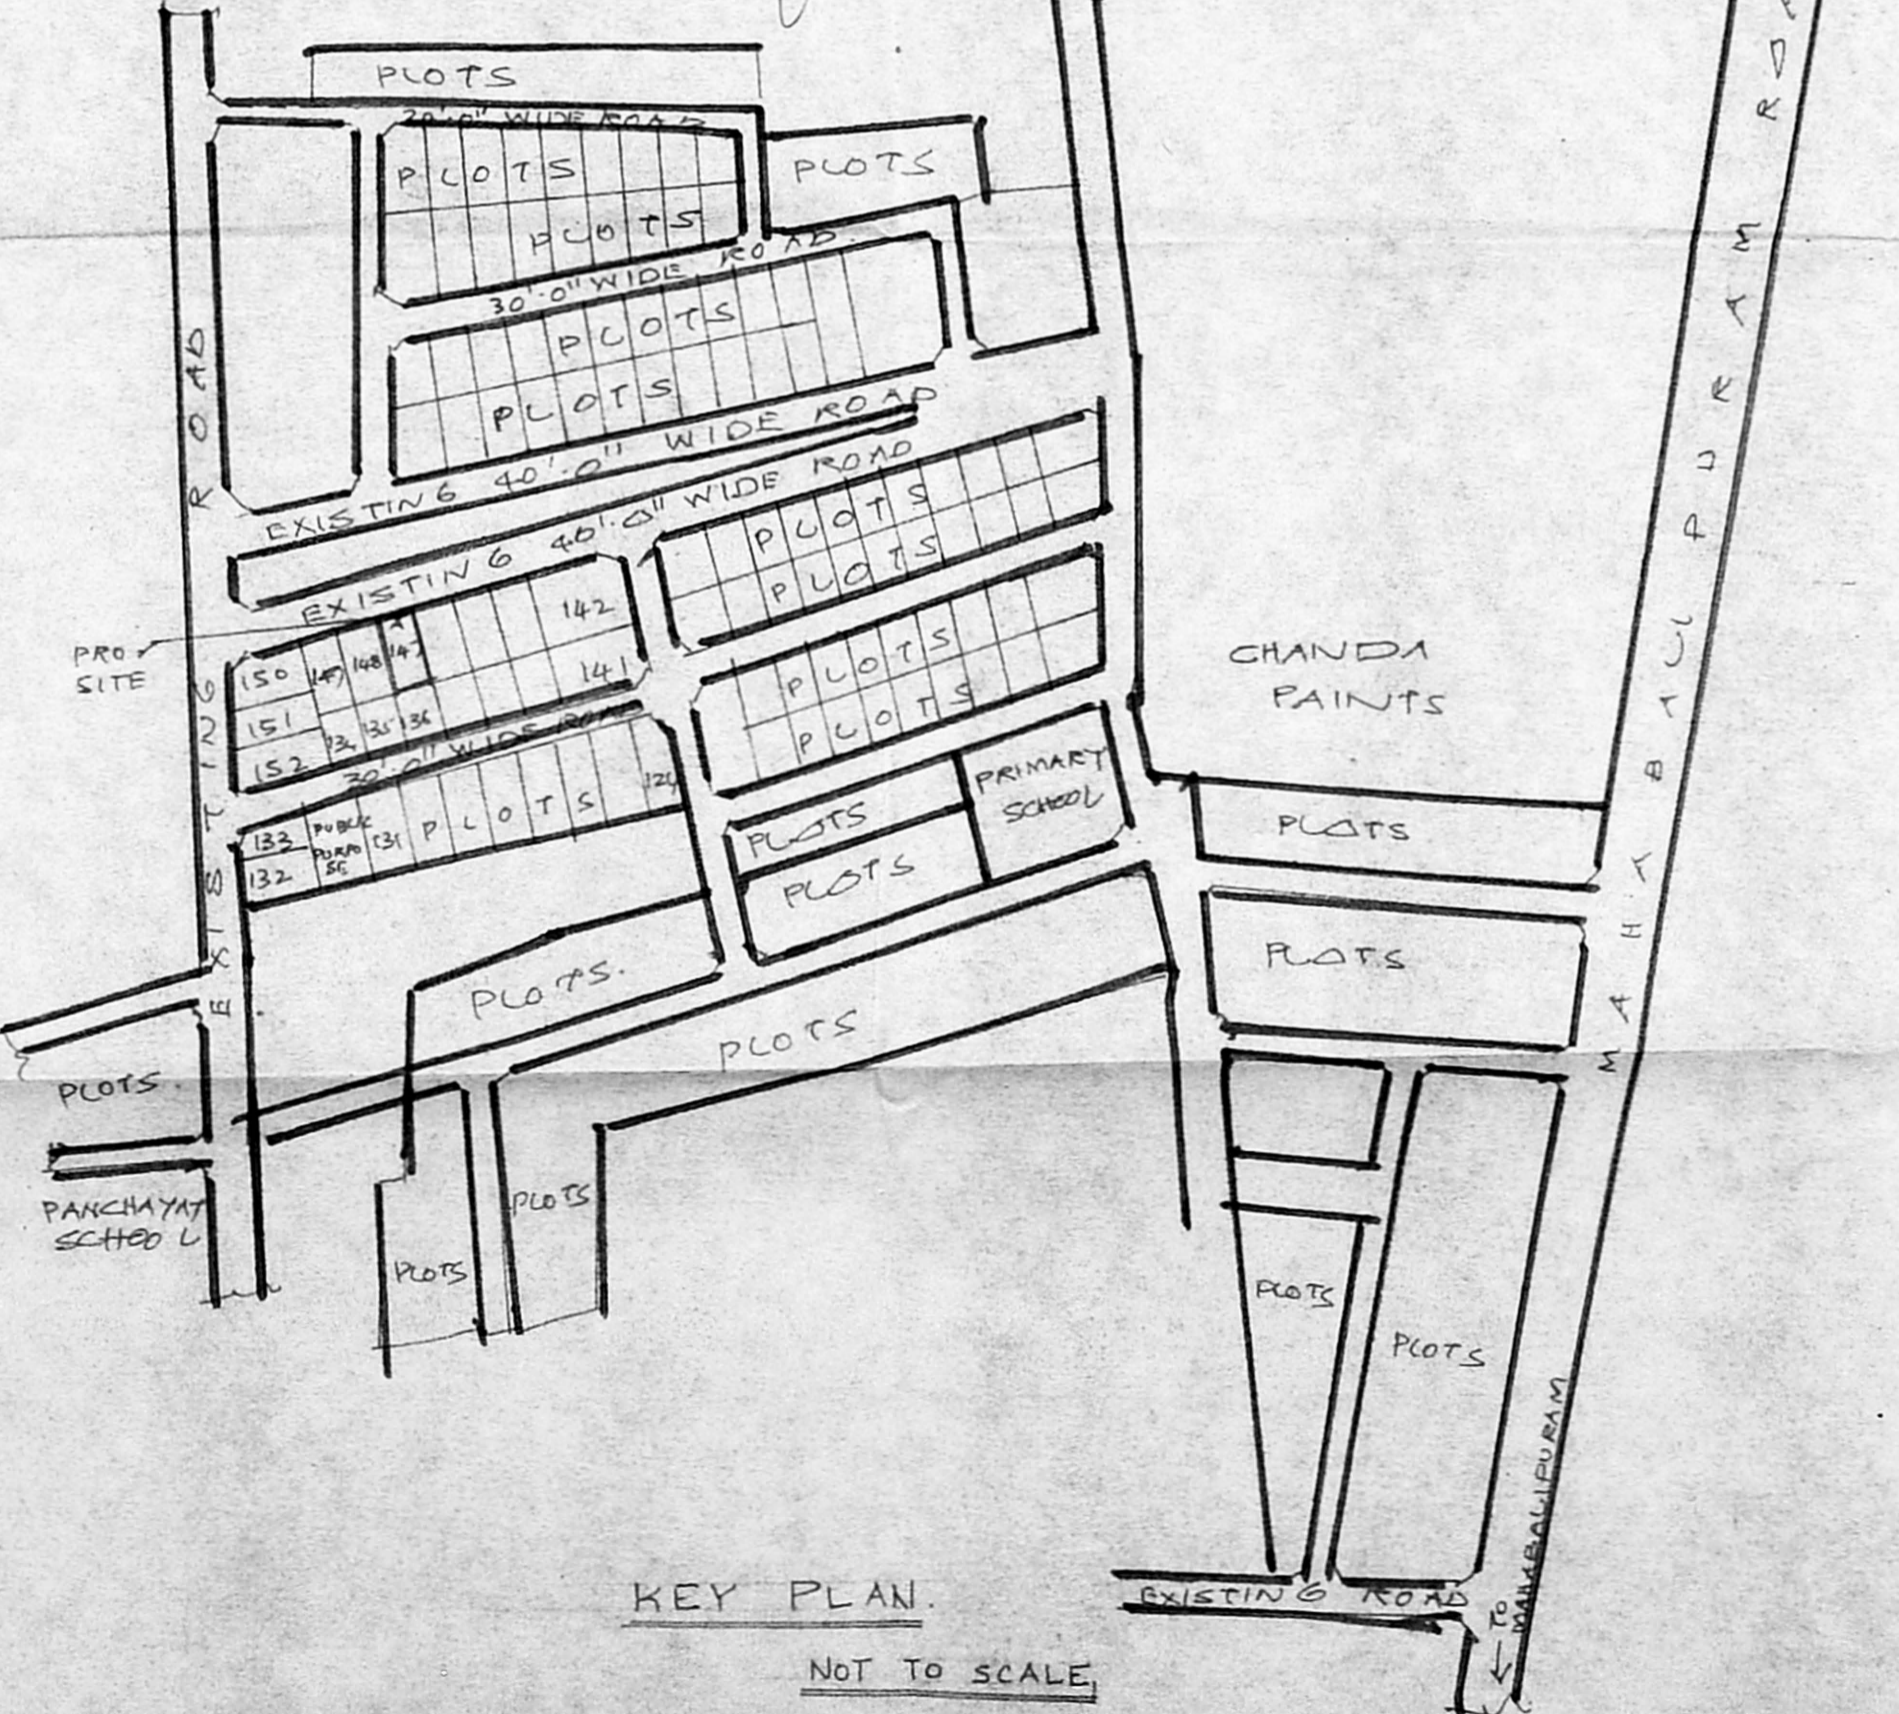 PLOTS
20'-0" WIDE ROAD
PLOTS
PLOTS
PLOTS
30'-0" WIDE ROAD
PLOTS
PLOTS
EXISTING 40'-0" WIDE ROAD
EXISTING 40'-0" WIDE ROAD
PLOTS
PLOTS
PRO
SITE
150 149 148 147 142
151 141
152 134 135 136
30'-0" WIDE ROAD
133 PUBLIC PURPOSE 131 PLOTS
132
PLOTS
PLOTS
PLOTS
PLOTS
PRIMARY
SCHOOL
CHANDA
PAINTS
PLOTS
PLOTS
PLOTS.
PLOTS
EXISTING ROAD
PLOTS.
PANCHAYAT
SCHOOL
PLOTS
PLOTS
PLOTS
PLOTS
MAHABALIPURAM ROAD
EXISTING ROAD
TO MAHABALIPURAM
KEY PLAN.
NOT TO SCALE